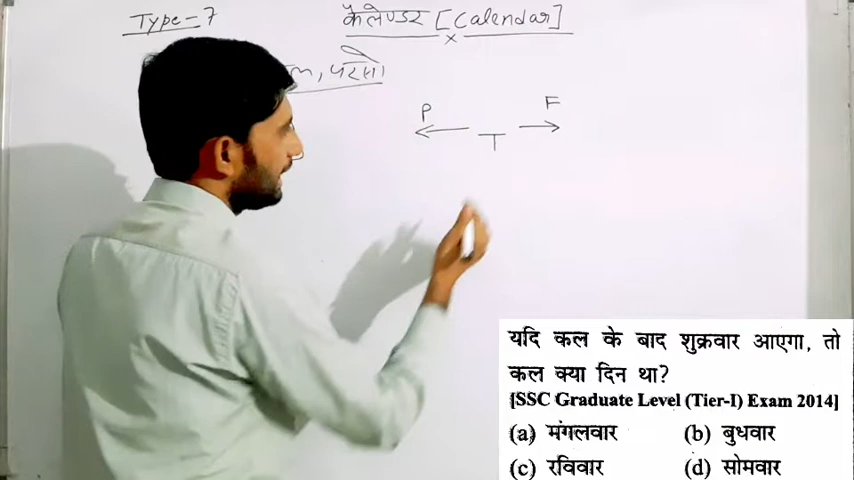 Type-7
कैलेण्डर [Calendar]
x
परसों
P F
T
यदि कल के बाद शुक्रवार आएगा, तो
कल क्या दिन था?
[SSC Graduate Level (Tier-I) Exam 2014]
(a) मंगलवार (b) बुधवार
(c) रविवार (d) सोमवार